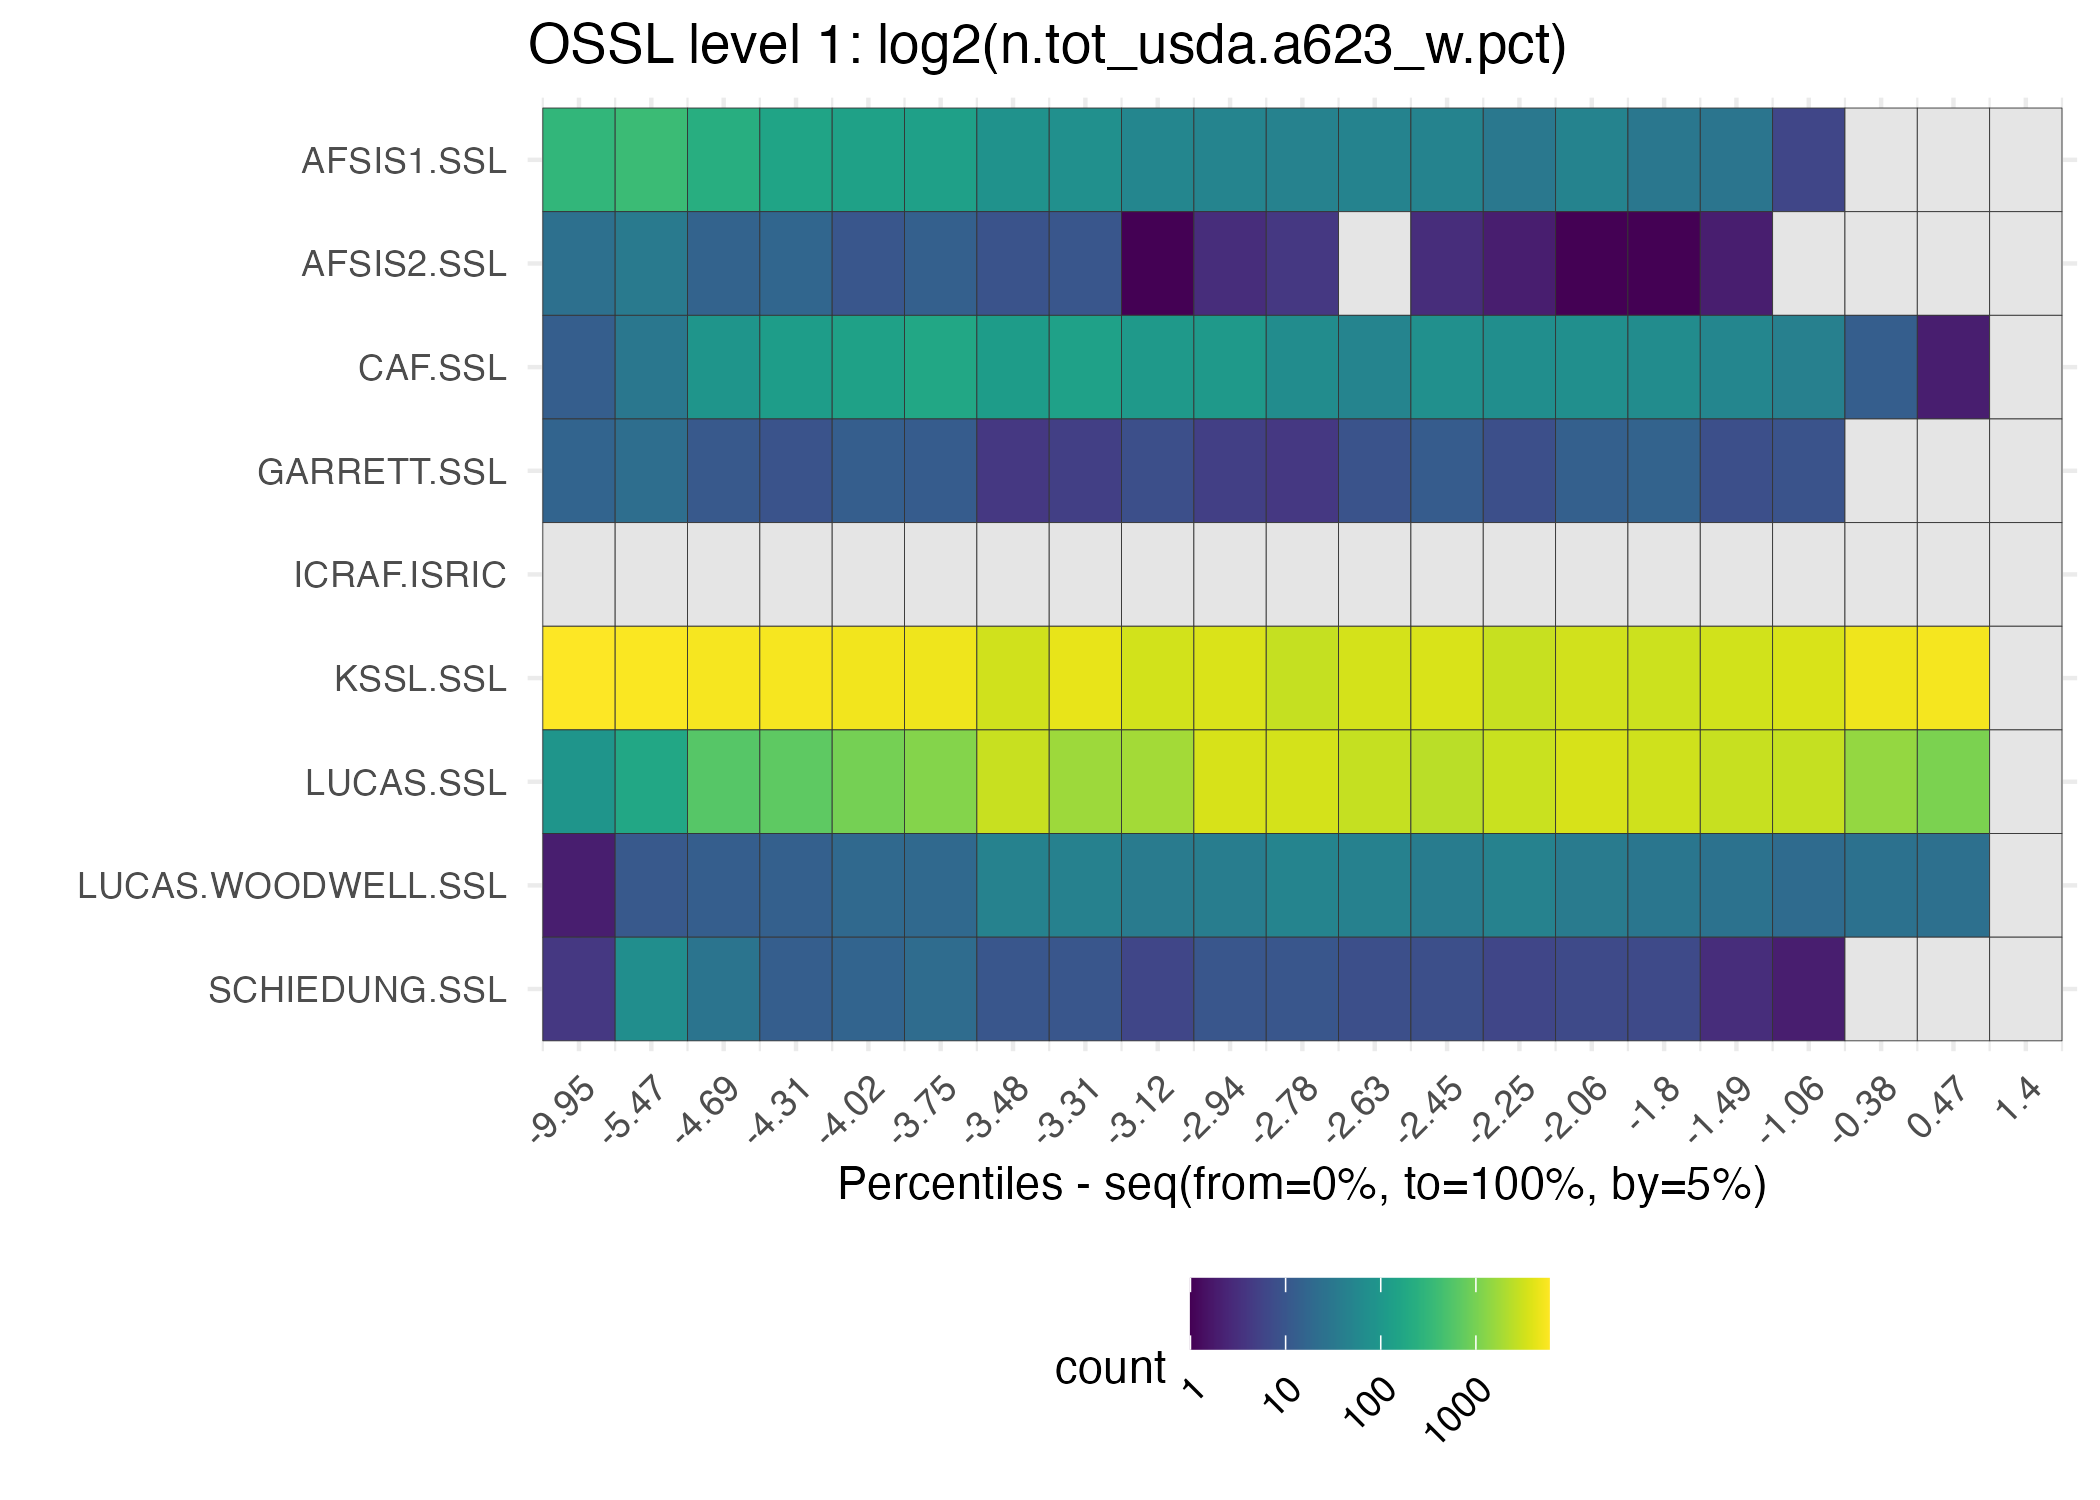 OSSL level 1: log2(n.tot_usda.a623_w.pct)
AFSIS1.SSL
AFSIS2.SSL
CAF.SSL
GARRETT.SSL
ICRAF.ISRIC
KSSL.SSL
LUCAS.SSL
LUCAS.WOODWELL.SSL
SCHIEDUNG.SSL
-9.95 -5.47 -4.69 -4.31 -4.02 -3.75 -3.48 -3.31 -3.12 -2.94 -2.78 -2.63 -2.45 -2.25 -2.06 -1.8 -1.49 -1.06 -0.38 0.47 1.4
Percentiles - seq(from=0%, to=100%, by=5%)
count
1 10 100 1000